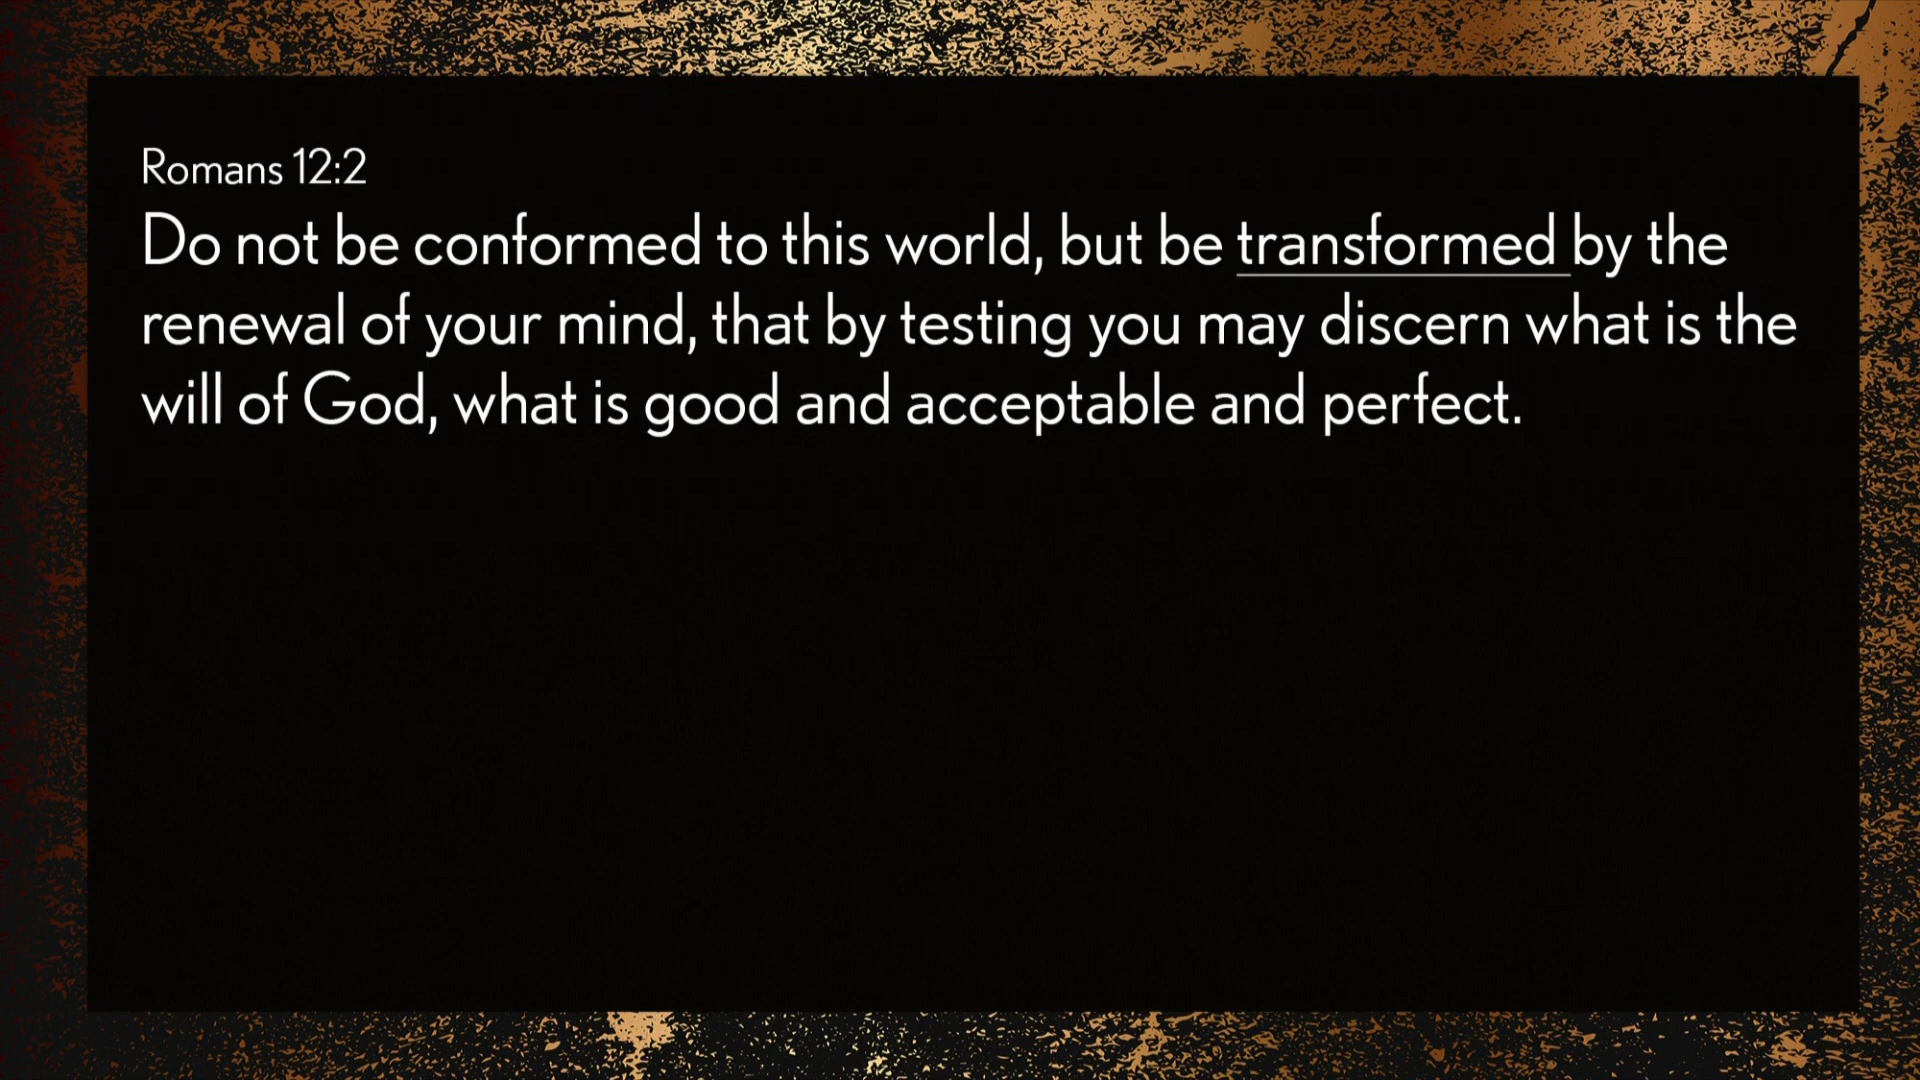 Romans 12:2
Do not be conformed to this world, but be transformed by the
renewal of your mind, that by testing you may discern what is the
will of God, what is good and acceptable and perfect.